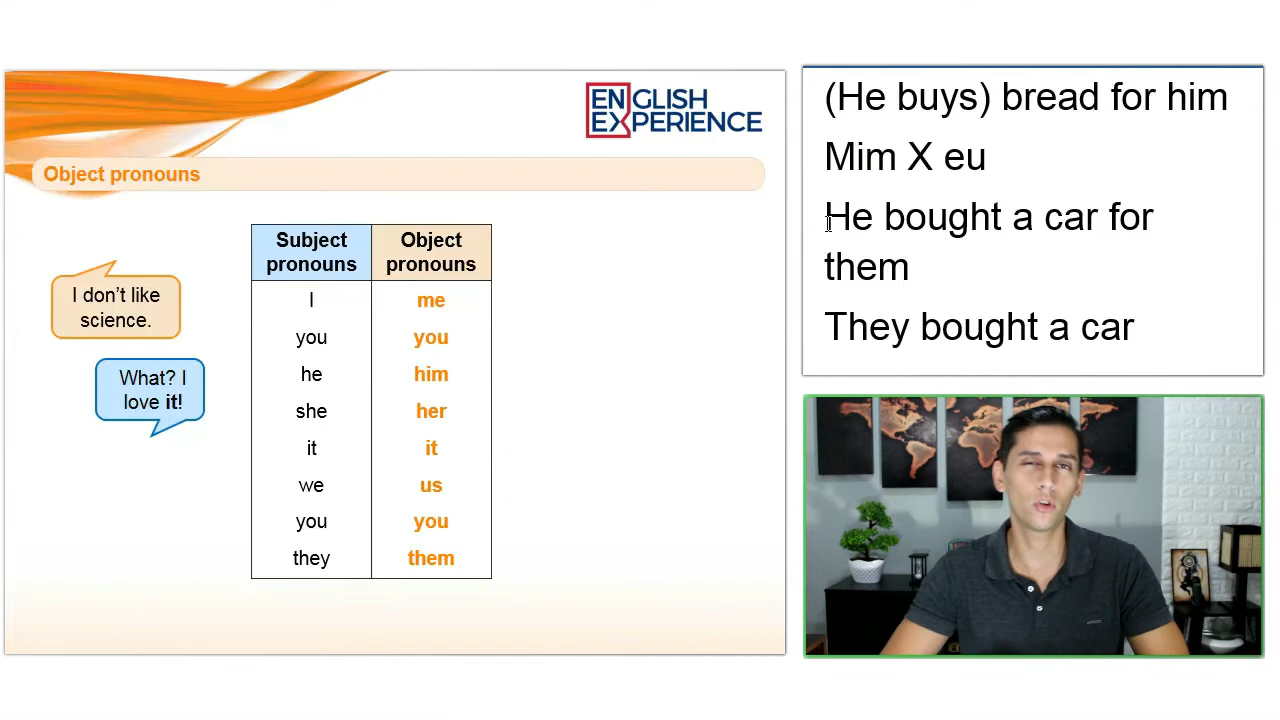 ENGLISH
EXPERIENCE
Object pronouns
I don't like
science.
What? I
love it!
Subject pronouns Object pronouns
I me
you you
he him
she her
it it
we us
you you
they them
(He buys) bread for him
Mim X eu
He bought a car for
them
They bought a car